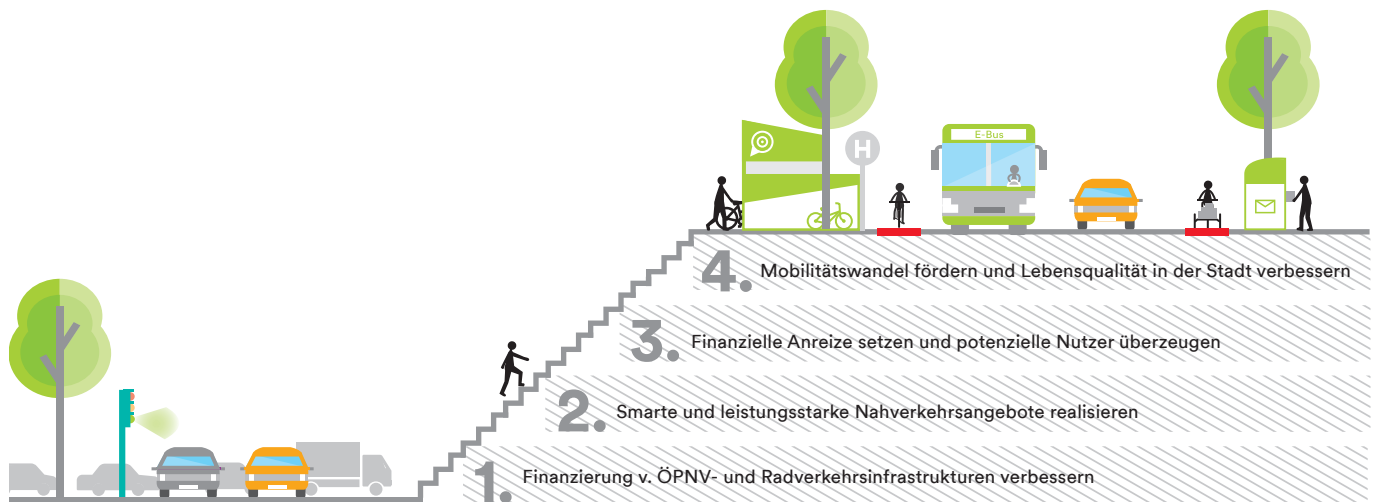 E-Bus
H
4. Mobilitätswandel fördern und Lebensqualität in der Stadt verbessern
3. Finanzielle Anreize setzen und potenzielle Nutzer überzeugen
2. Smarte und leistungsstarke Nahverkehrsangebote realisieren
1. Finanzierung v. ÖPNV- und Radverkehrsinfrastrukturen verbessern